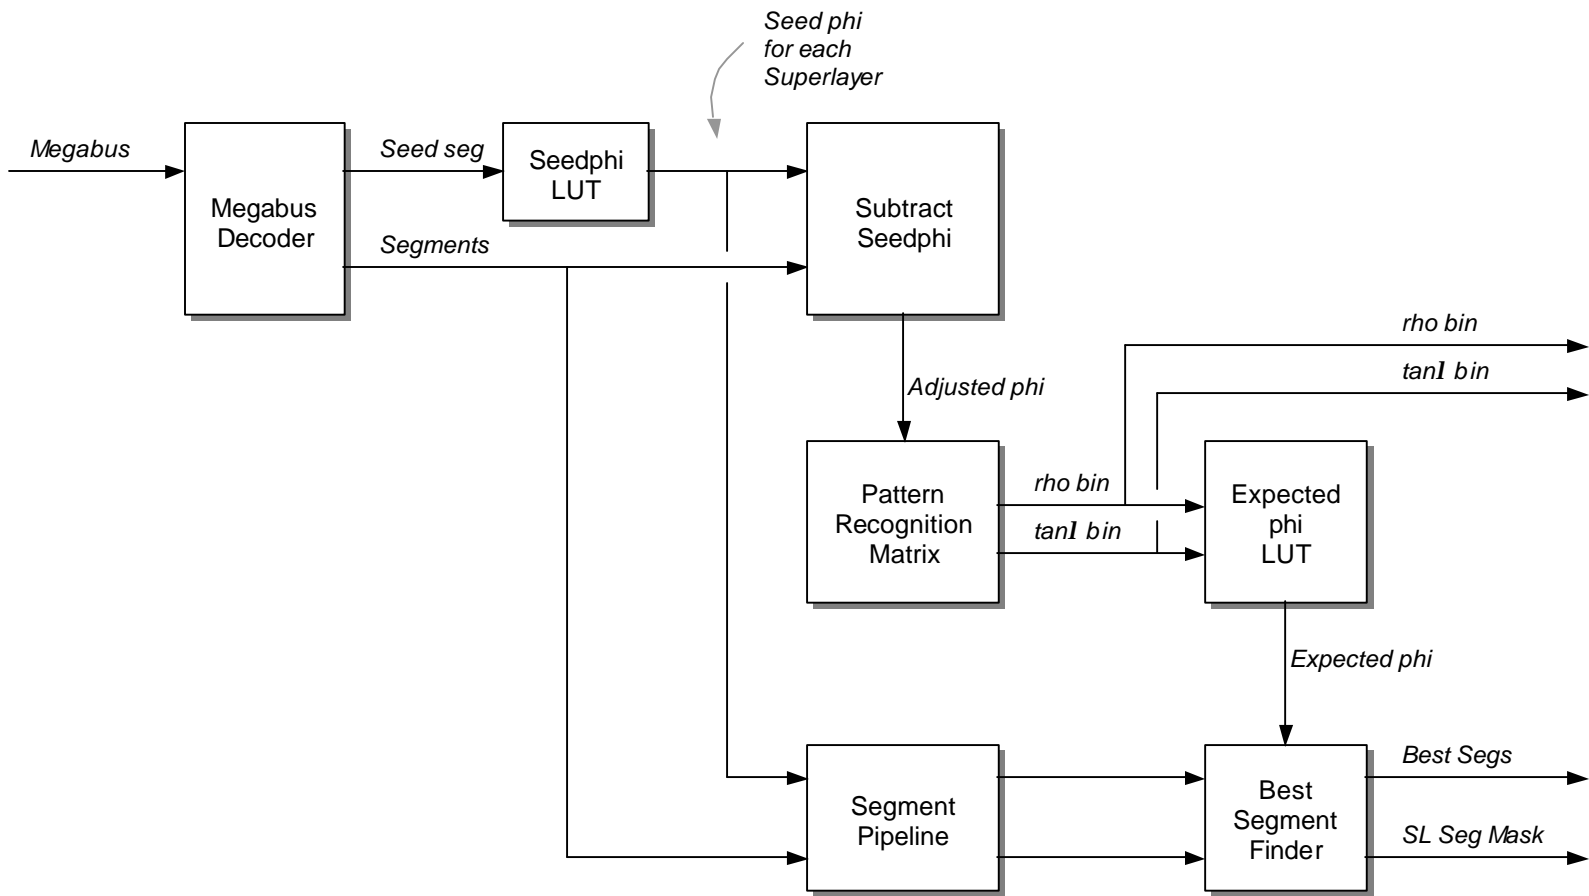 Seed phi
for each
Superlayer
Megabus
Seed seg
Seedphi
LUT
Megabus
Decoder
Subtract
Seedphi
Segments
rho bin
tanl bin
Adjusted phi
Pattern
Recognition
Matrix
rho bin
tanl bin
Expected
phi
LUT
Expected phi
Segment
Pipeline
Best
Segment
Finder
Best Segs
SL Seg Mask